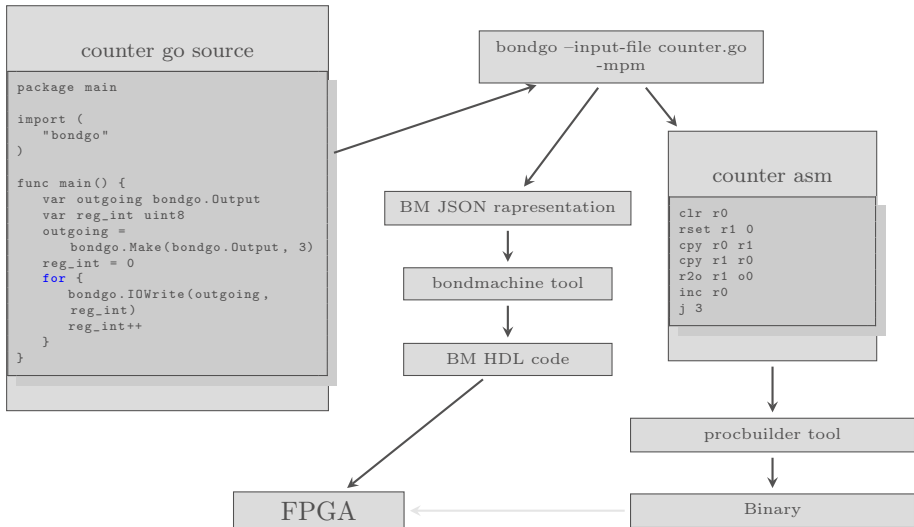 counter go source
package main
import (
"bondgo"
)
func main() {
var outgoing bondgo.Output
var reg_int uint8
outgoing =
bondgo.Make(bondgo.Output, 3)
reg_int = 0
for {
bondgo.IOWrite(outgoing,
reg_int)
reg_int++
}
}
bondgo –input-file counter.go
-mpm
BM JSON rapresentation
bondmachine tool
BM HDL code
FPGA
counter asm
clr r0
rset r1 0
cpy r0 r1
cpy r1 r0
r2o r1 o0
inc r0
j 3
procbuilder tool
Binary